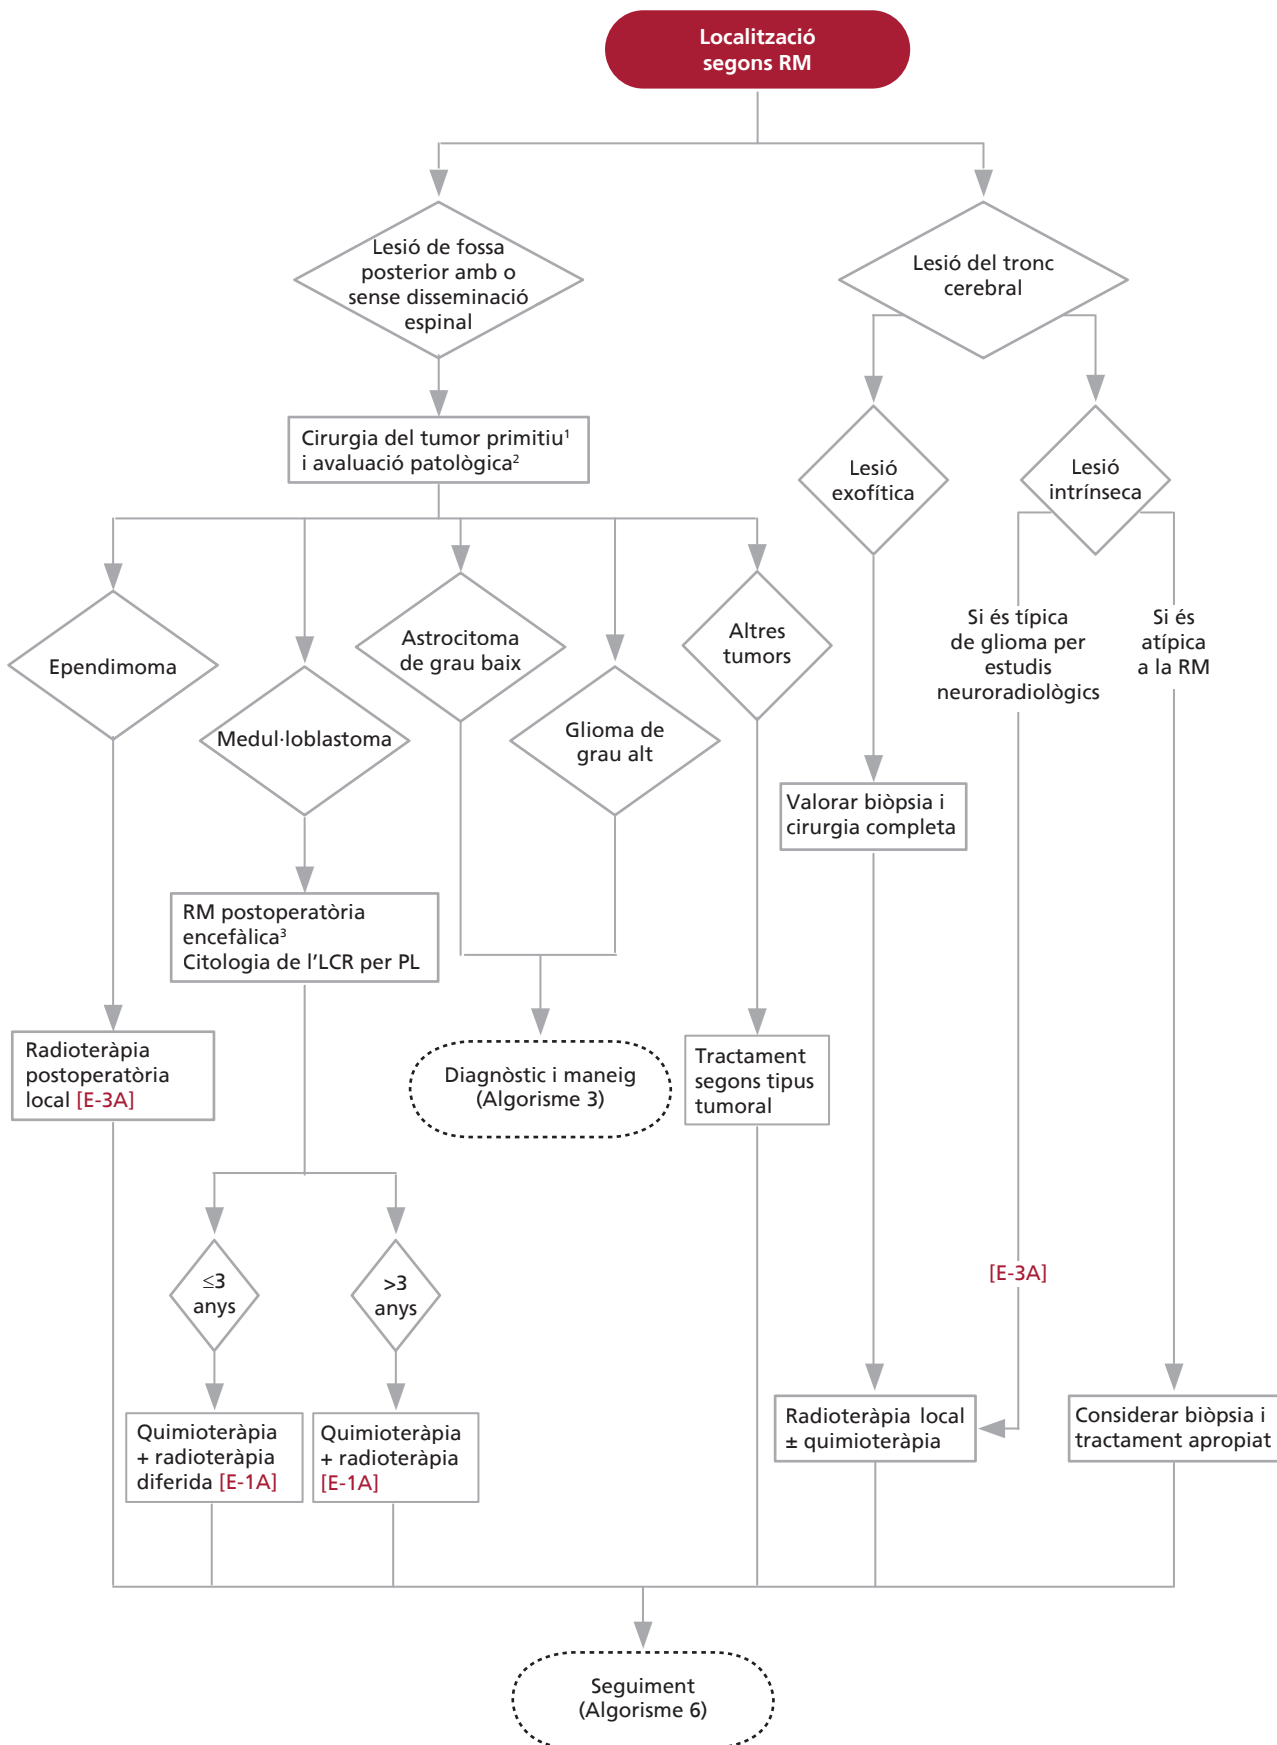 Localització
segons RM
Lesió de fossa
posterior amb o
sense disseminació
espinal
Lesió del tronc
cerebral
Cirurgia del tumor primitiu¹
i avaluació patològica²
Lesió
exofítica
Lesió
intrínseca
Ependimoma
Medul·loblastoma
Astrocitoma
de grau baix
Glioma de
grau alt
Altres
tumors
Si és típica
de glioma per
estudis
neuroradiològics
Si és
atípica
a la RM
Valorar biòpsia i
cirurgia completa
RM postoperatòria
encefàlica³
Citologia de l'LCR per PL
Radioteràpia
postoperatòria
local [E-3A]
Diagnòstic i maneig
(Algorisme 3)
Tractament
segons tipus
tumoral
≤3
anys
>3
anys
[E-3A]
Quimioteràpia
+ radioteràpia
diferida [E-1A]
Quimioteràpia
+ radioteràpia
[E-1A]
Radioteràpia local
± quimioteràpia
Considerar biòpsia i
tractament apropiat
Seguiment
(Algorisme 6)